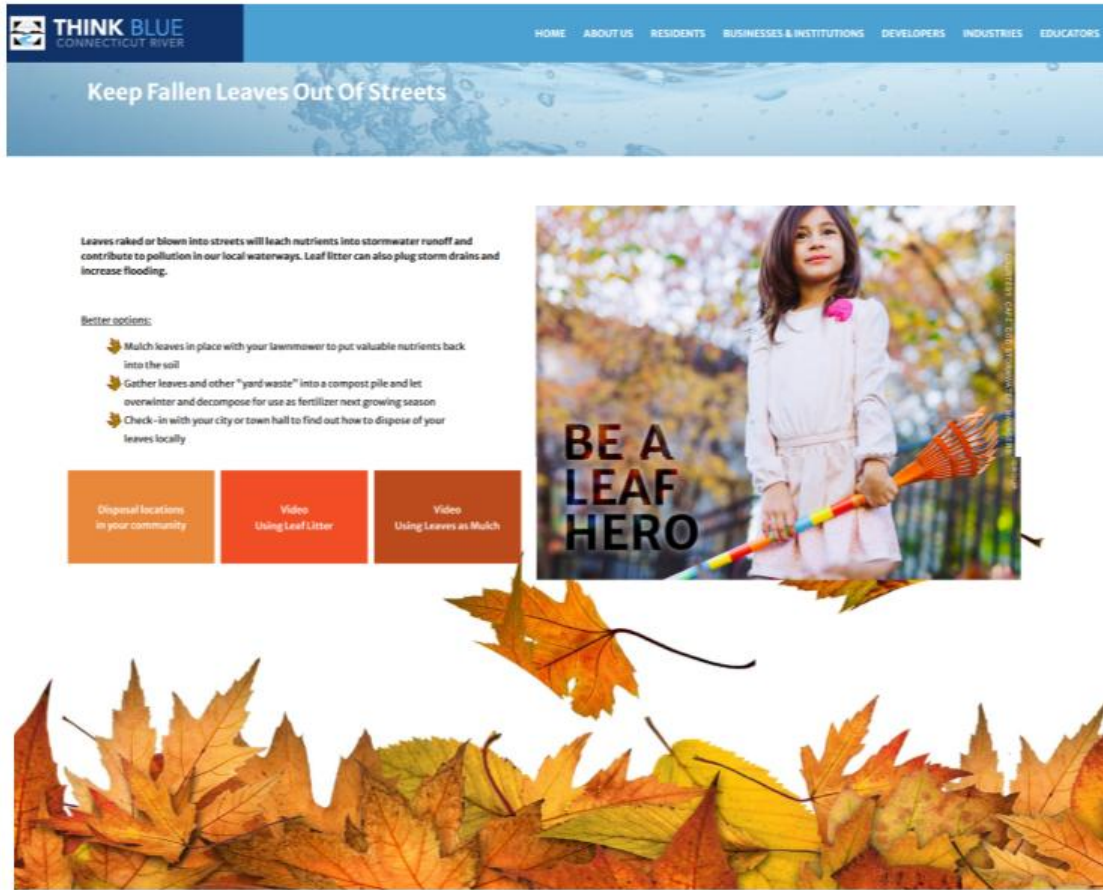 THINK BLUE
CONNECTICUT RIVER
HOME ABOUT US RESIDENTS BUSINESSES & INSTITUTIONS DEVELOPERS INDUSTRIES EDUCATORS
Keep Fallen Leaves Out Of Streets
Leaves raked or blown into streets will leach nutrients into stormwater runoff and
contribute to pollution in our local waterways. Leaf litter can also plug storm drains and
increase flooding.
Better options:
Mulch leaves in place with your lawnmower to put valuable nutrients back
into the soil
Gather leaves and other "yard waste" into a compost pile and let
overwinter and decompose for use as fertilizer next growing season
Check-in with your city or town hall to find out how to dispose of your
leaves locally
Disposal locations
in your community
Video
Using Leaf Litter
Video
Using Leaves as Mulch
BE A
LEAF
HERO
COURTESY CAPE COD